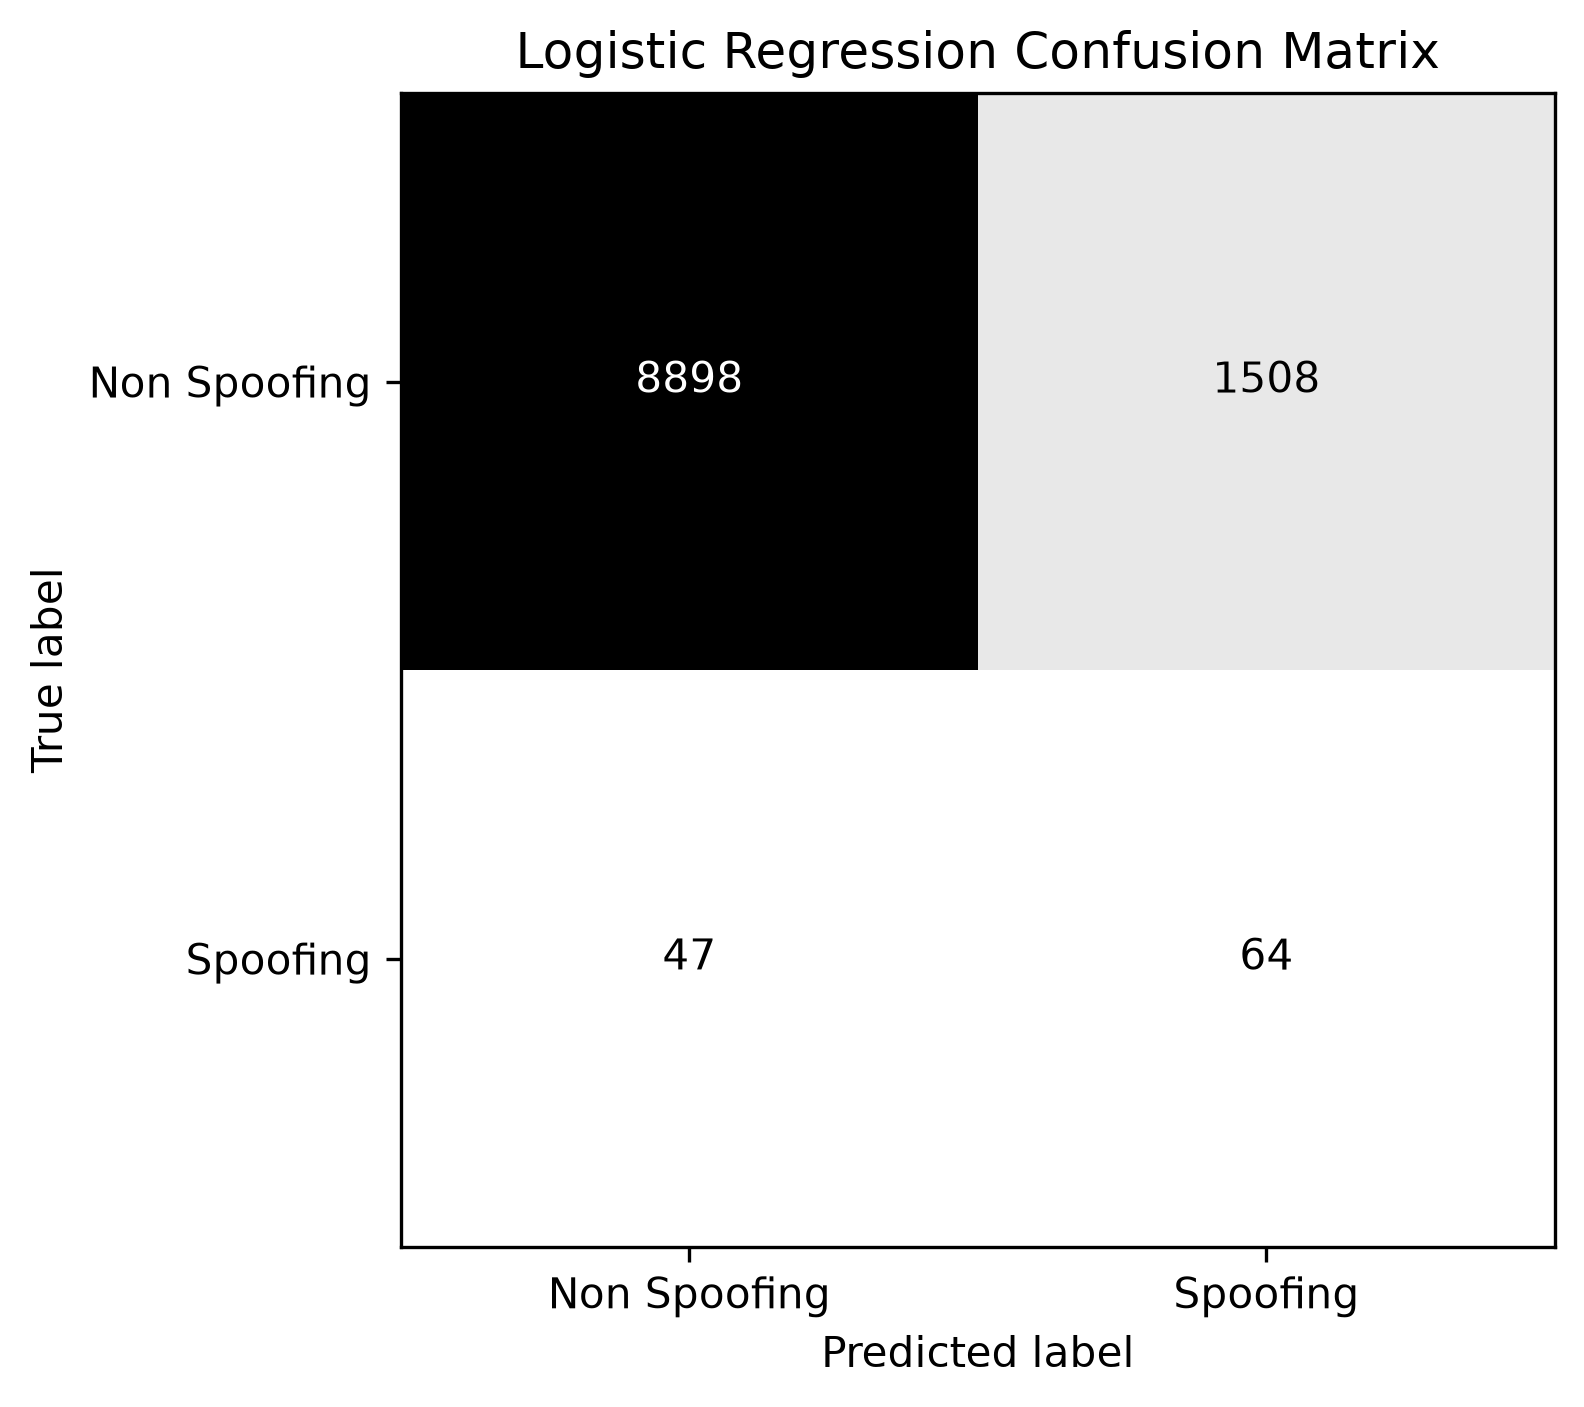 Logistic Regression Confusion Matrix
True label
Non Spoofing
8898
1508
Spoofing
47
64
Non Spoofing
Spoofing
Predicted label